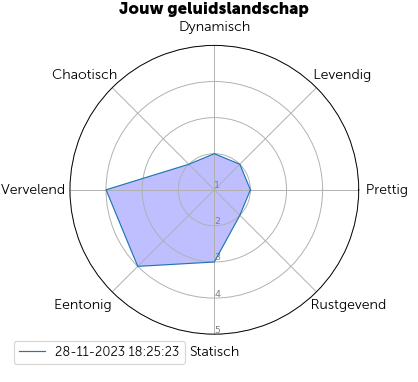 Jouw geluidslandschap
Dynamisch
Chaotisch
Levendig
Vervelend
1
Prettig
2
3
Eentonig
4
Rustgevend
5
28-11-2023 18:25:23
Statisch